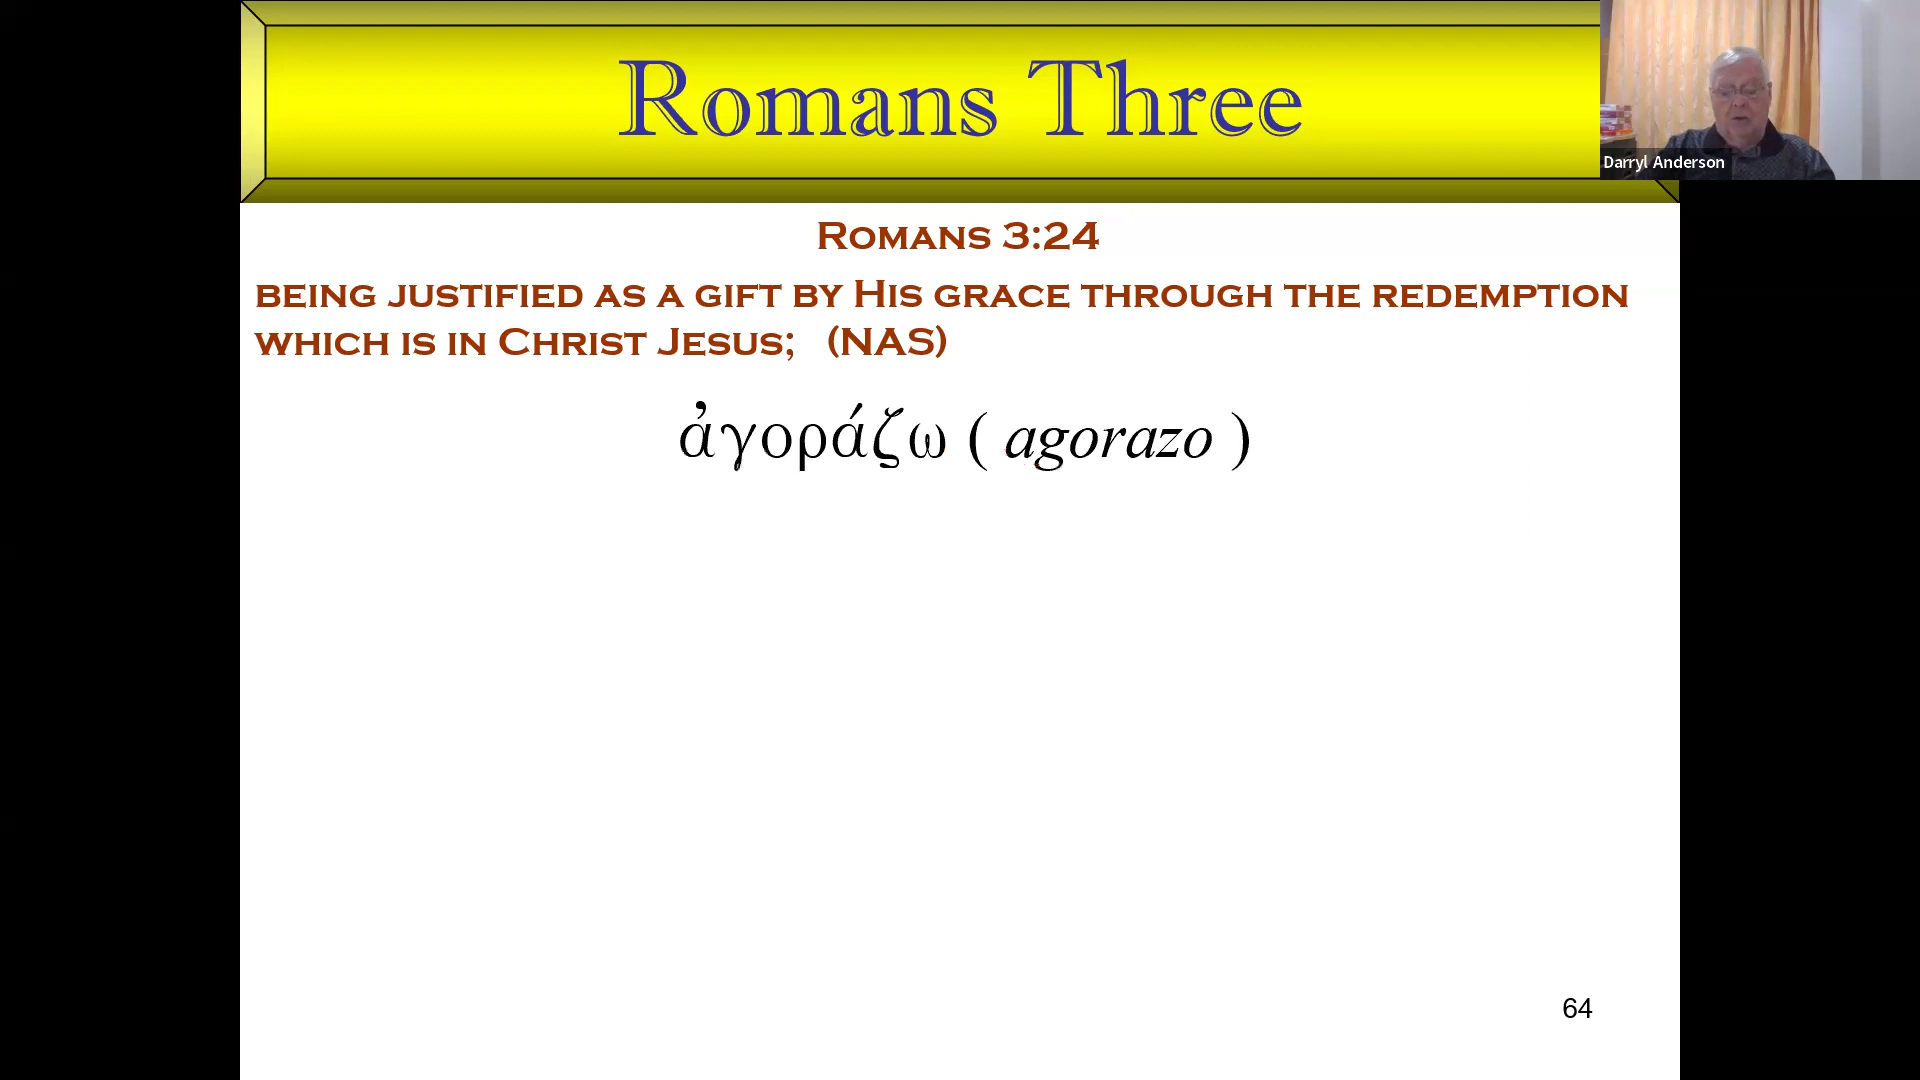 Romans Three
Darryl Anderson
Romans 3:24
being justified as a gift by His grace through the redemption
which is in Christ Jesus; (NAS)
ἀγοράζω ( agorazo )
64